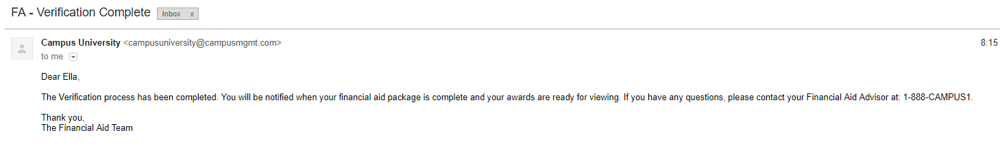 FA - Verification Complete Inbox x
Campus University <campusuniversity@campusmgmt.com> 8:15
to me
Dear Ella,
The Verification process has been completed. You will be notified when your financial aid package is complete and your awards are ready for viewing. If you have any questions, please contact your Financial Aid Advisor at: 1-888-CAMPUS1.
Thank you,
The Financial Aid Team